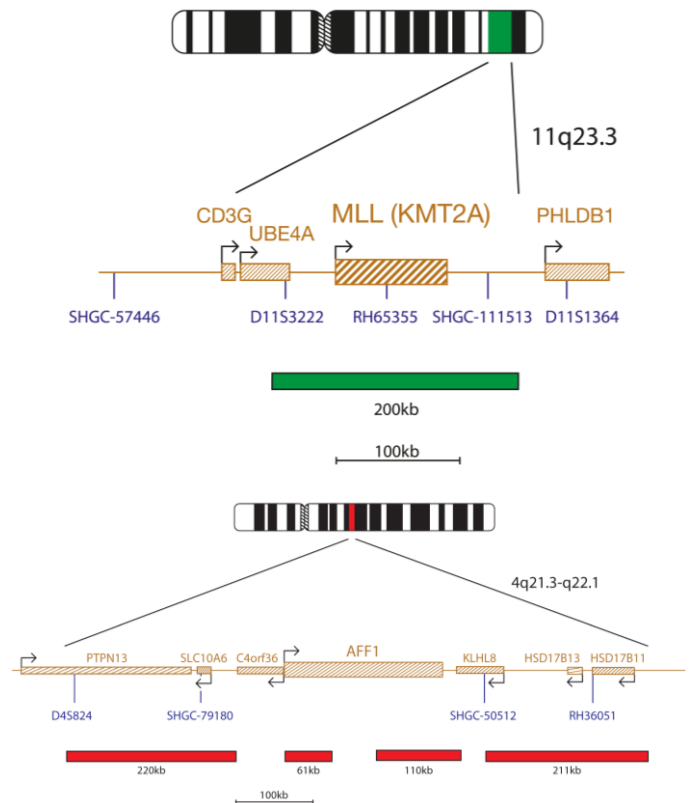 11q23.3
CD3G
UBE4A
MLL (KMT2A)
PHLDB1
SHGC-57446
D11S3222
RH65355
SHGC-111513
D11S1364
200kb
100kb
4q21.3-q22.1
PTPN13
SLC10A6
C4orf36
AFF1
KLHL8
HSD17B13
HSD17B11
D4S824
SHGC-79180
SHGC-50512
RH36051
220kb
61kb
110kb
211kb
100kb